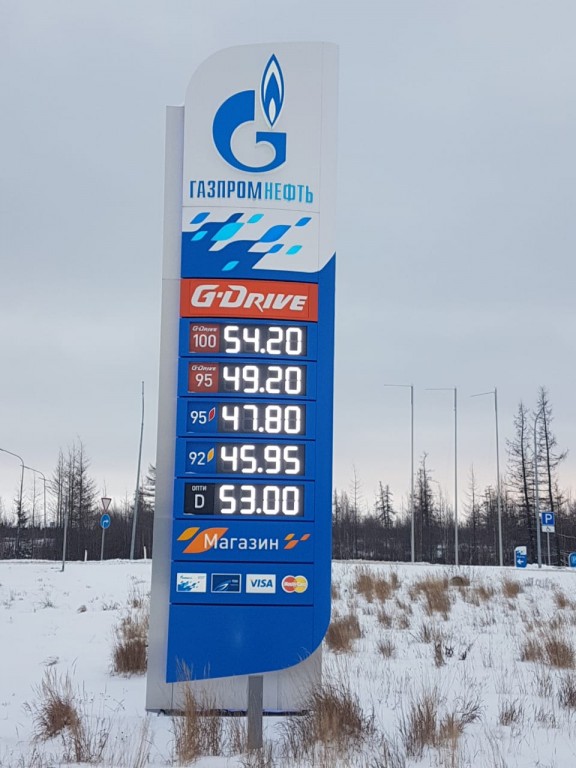 ГАЗПРОМНЕФТЬ
G-DRIVE
G-DRIVE 100 54.20
G-DRIVE 95 49.20
95 47.80
92 45.95
ОПТИ Д 53.00
Магазин
VISA
P